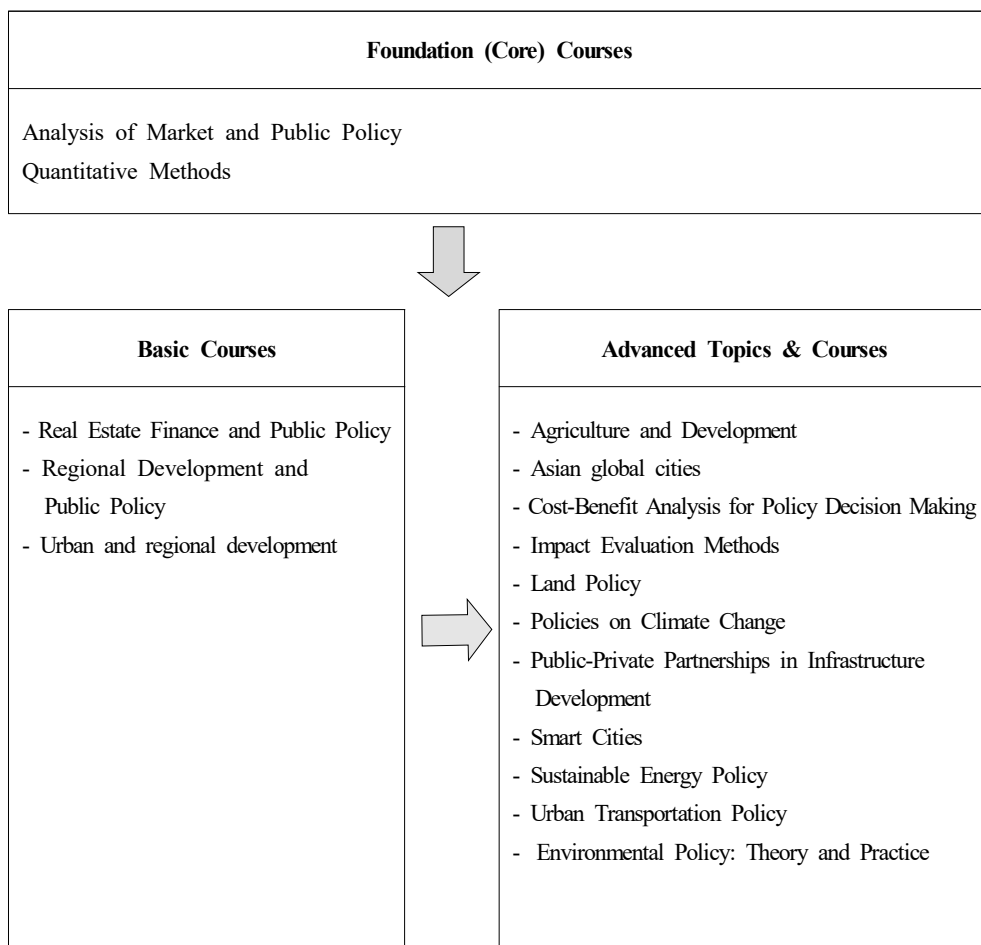 Foundation (Core) Courses
Analysis of Market and Public Policy
Quantitative Methods
Basic Courses
- Real Estate Finance and Public Policy
- Regional Development and
Public Policy
- Urban and regional development
Advanced Topics & Courses
- Agriculture and Development
- Asian global cities
- Cost-Benefit Analysis for Policy Decision Making
- Impact Evaluation Methods
- Land Policy
- Policies on Climate Change
- Public-Private Partnerships in Infrastructure
Development
- Smart Cities
- Sustainable Energy Policy
- Urban Transportation Policy
- Environmental Policy: Theory and Practice